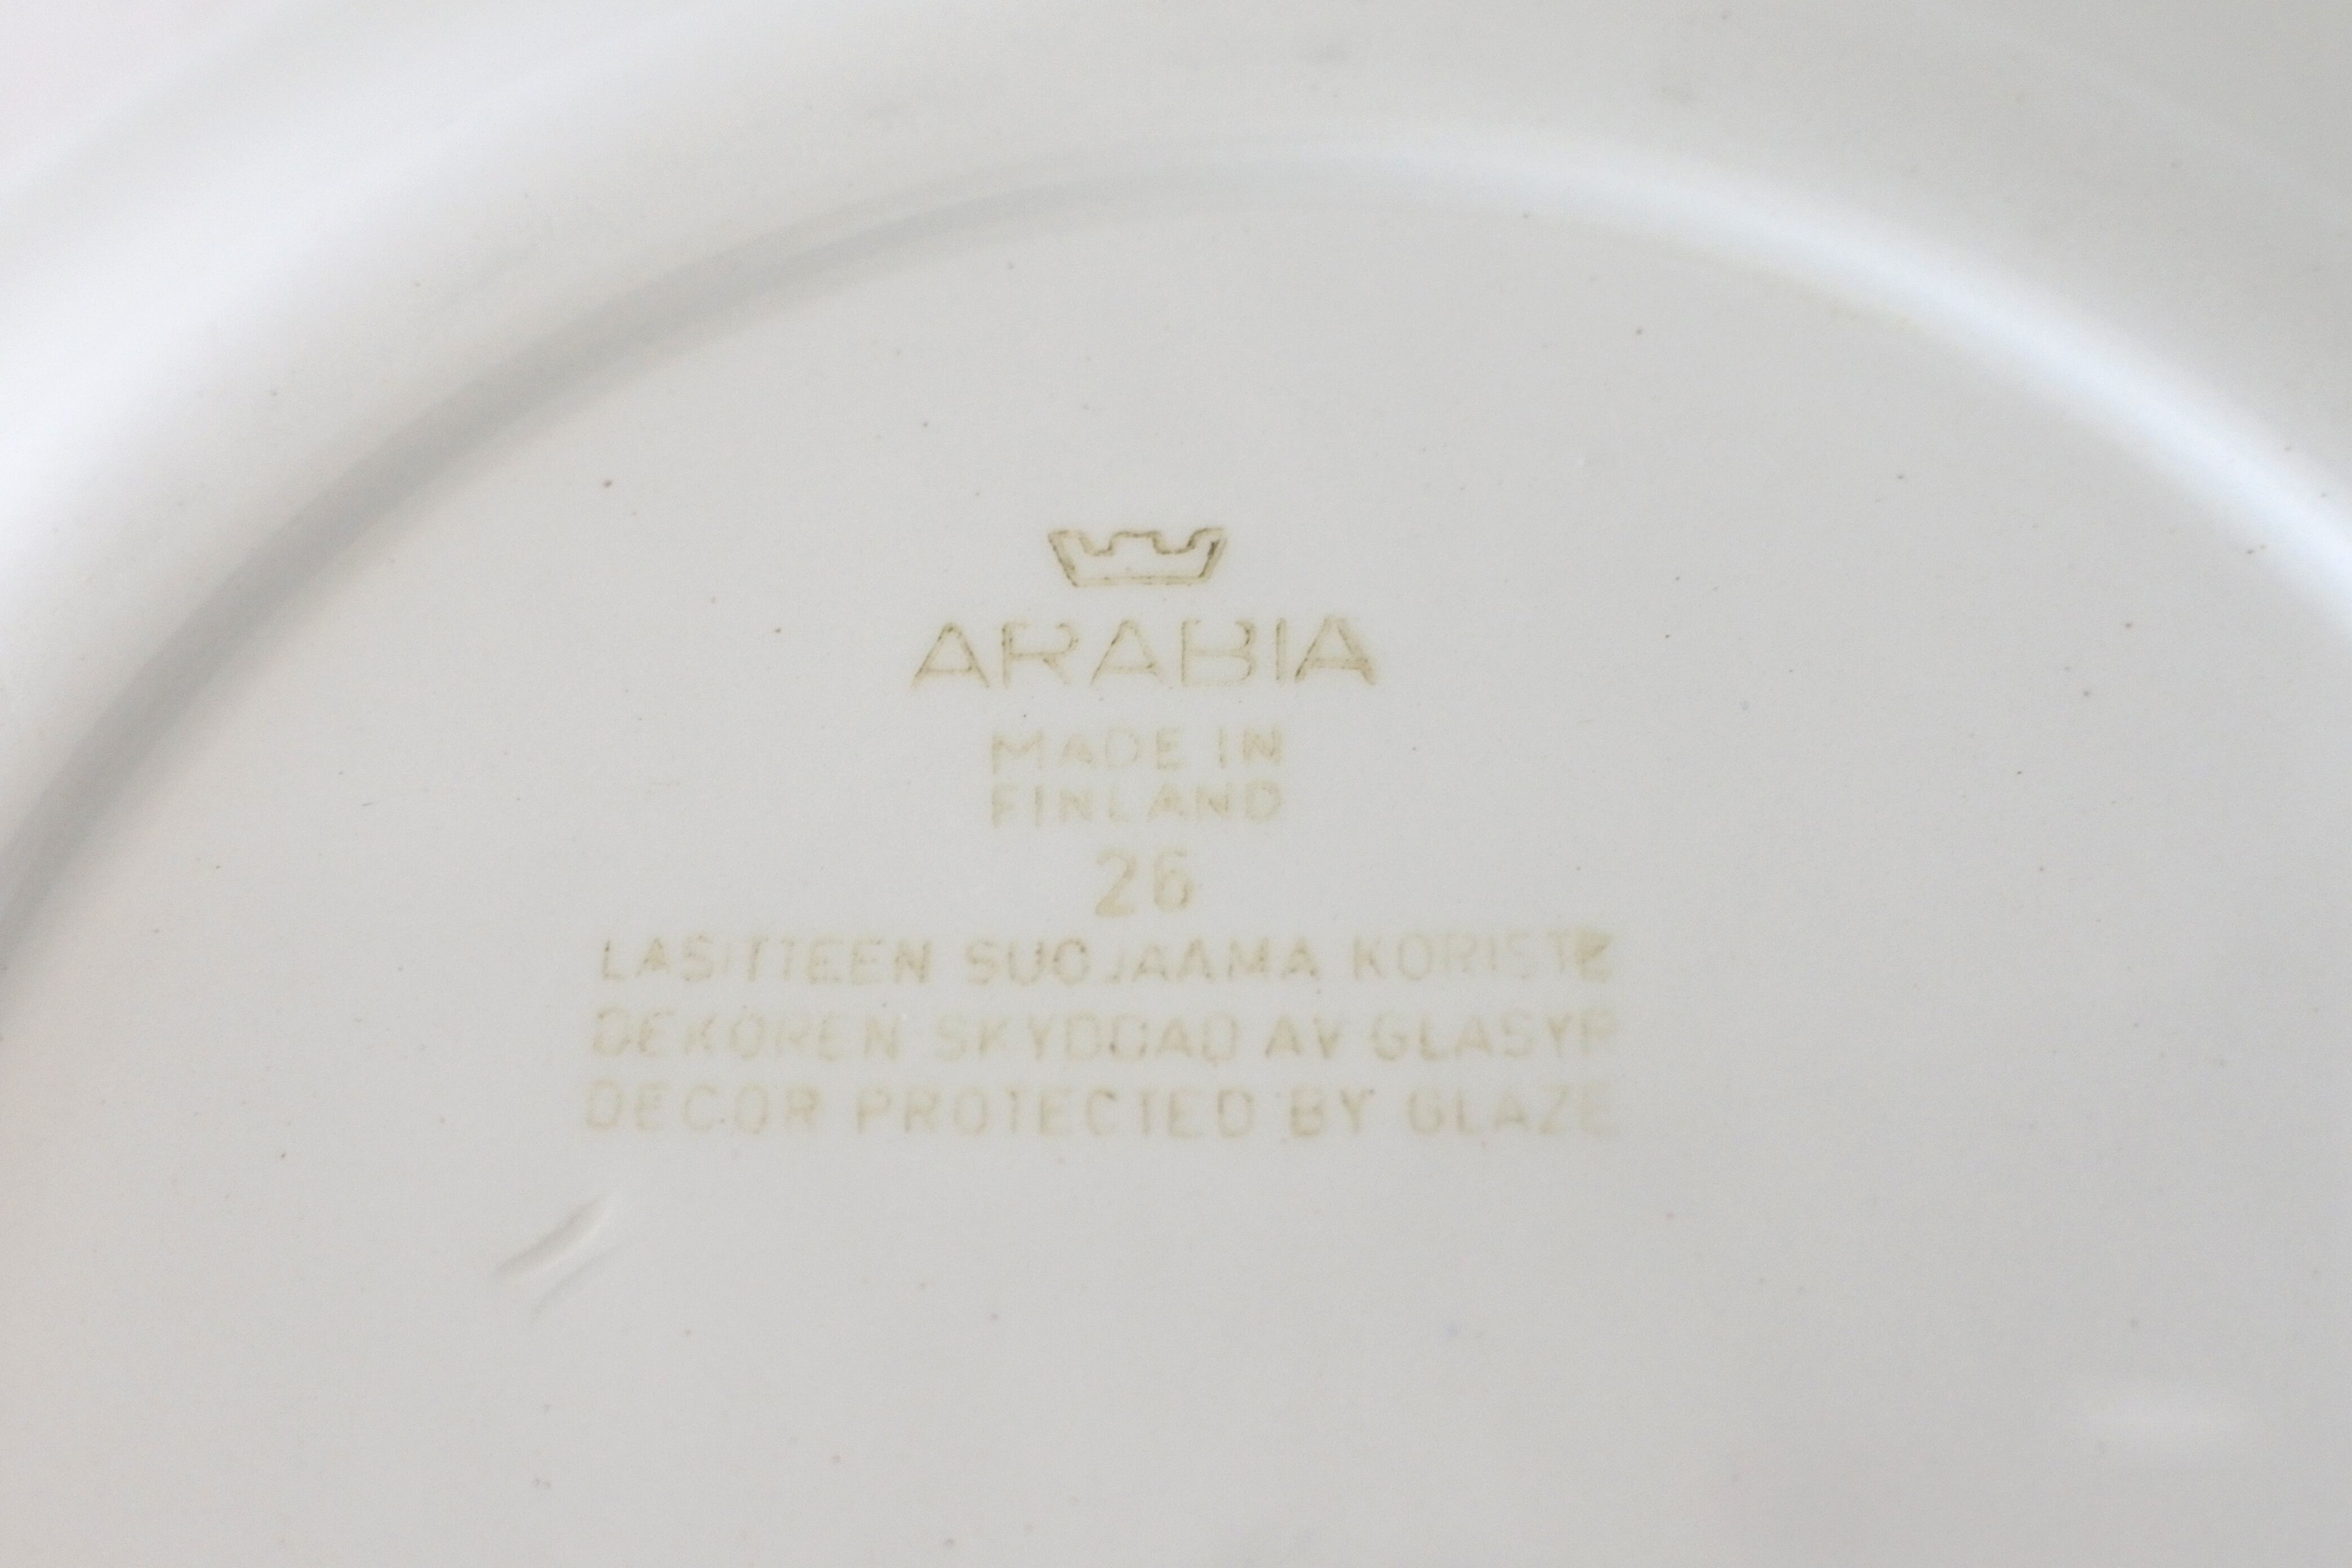 ARABIA
MADE IN
FINLAND
26
LASITTEEN SUOJAAMA KORISTE
DEKOREN SKYDDAD AV GLASYR
DECOR PROTECTED BY GLAZE